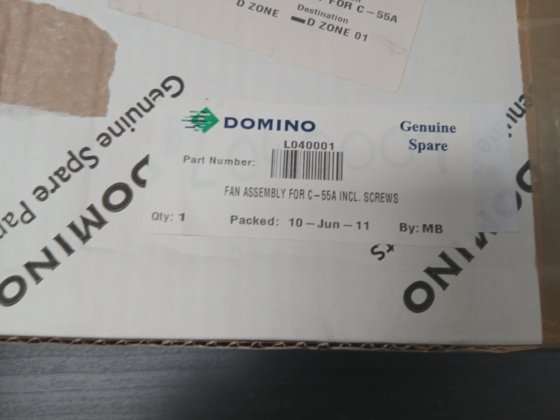 FOR C-55A
Destination
D ZONE
D ZONE 01
Genuine Spare Par
DOMINO
DOMINO
Genuine
Spare
L040001
Part Number:
FAN ASSEMBLY FOR C-55A INCL. SCREWS
Qty: 1
Packed: 10-Jun-11
By: MB
DOMINO